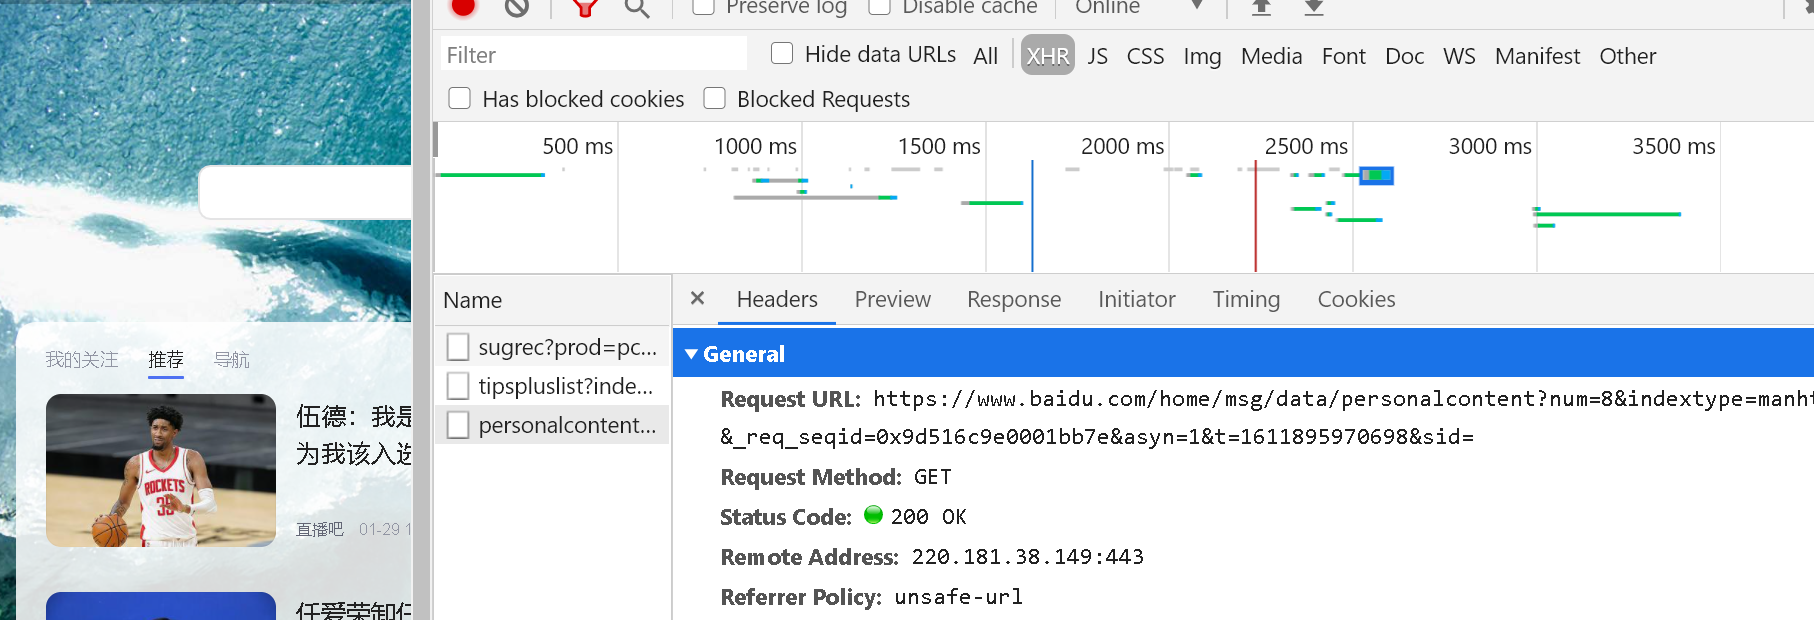 Preserve log Disable cache Online
Filter Hide data URLs All XHR JS CSS Img Media Font Doc WS Manifest Other
Has blocked cookies Blocked Requests
500 ms 1000 ms 1500 ms 2000 ms 2500 ms 3000 ms 3500 ms
Name
sugrec?prod=pc...
tipspluslist?inde...
personalcontent...
× Headers Preview Response Initiator Timing Cookies
▼ General
Request URL: https://www.baidu.com/home/msg/data/personalcontent?num=8&indextype=manht
&_req_seqid=0x9d516c9e0001bb7e&asyn=1&t=1611895970698&sid=
Request Method: GET
Status Code: 200 OK
Remote Address: 220.181.38.149:443
Referrer Policy: unsafe-url
我的关注 推荐 导航
伍德：我是
为我该入选
直播吧 01-29 1
ROCKETS
任爱荣卸任